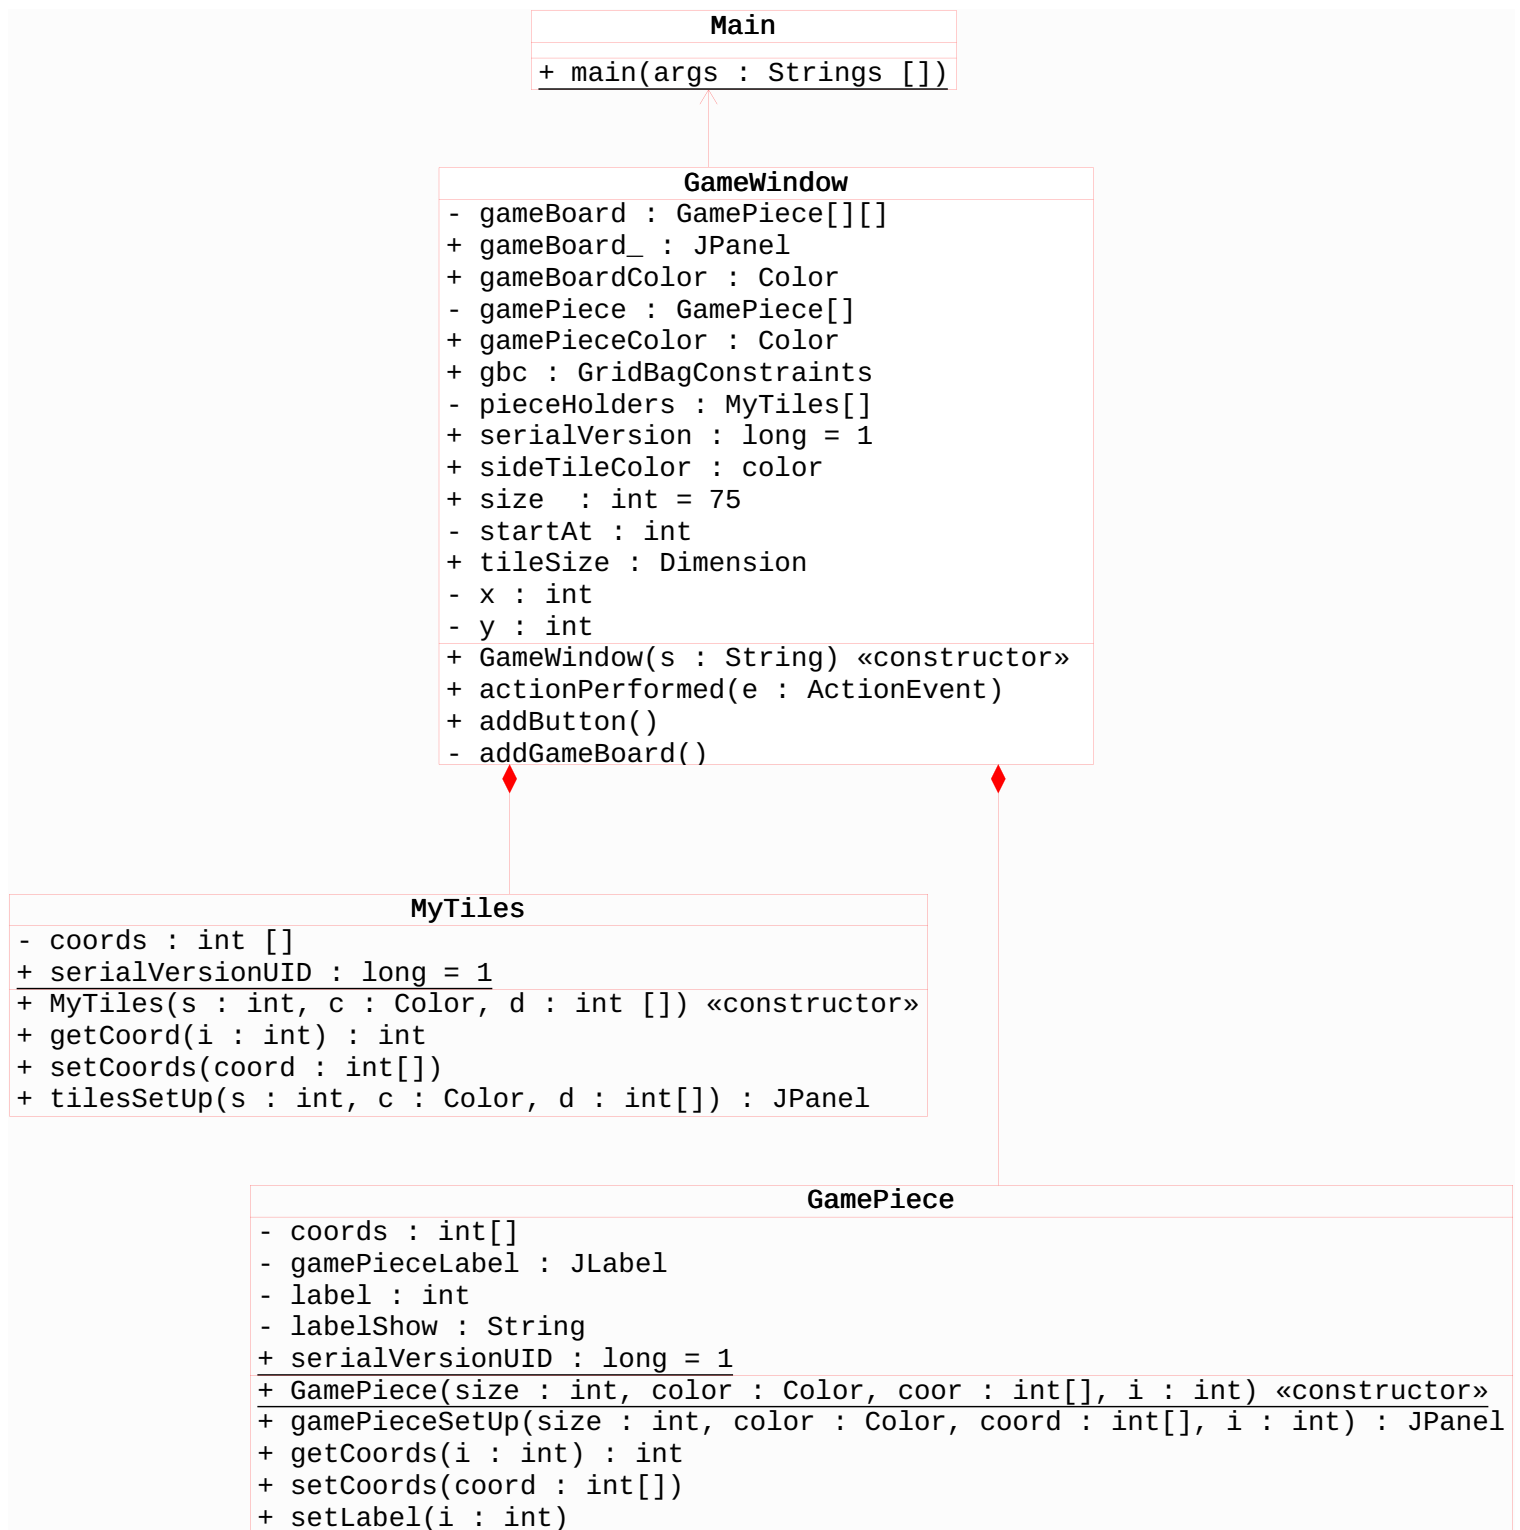 Main
+ main(args : Strings [])
GameWindow
- gameBoard : GamePiece[][]
+ gameBoard_ : JPanel
+ gameBoardColor : Color
- gamePiece : GamePiece[]
+ gamePieceColor : Color
+ gbc : GridBagConstraints
- pieceHolders : MyTiles[]
+ serialVersion : long = 1
+ sideTileColor : color
+ size  : int = 75
- startAt : int
+ tileSize : Dimension
- x : int
- y : int
+ GameWindow(s : String) «constructor»
+ actionPerformed(e : ActionEvent)
+ addButton()
- addGameBoard()
MyTiles
- coords : int []
+ serialVersionUID : long = 1
+ MyTiles(s : int, c : Color, d : int []) «constructor»
+ getCoord(i : int) : int
+ setCoords(coord : int[])
+ tilesSetUp(s : int, c : Color, d : int[]) : JPanel
GamePiece
- coords : int[]
- gamePieceLabel : JLabel
- label : int
- labelShow : String
+ serialVersionUID : long = 1
+ GamePiece(size : int, color : Color, coor : int[], i : int) «constructor»
+ gamePieceSetUp(size : int, color : Color, coord : int[], i : int) : JPanel
+ getCoords(i : int) : int
+ setCoords(coord : int[])
+ setLabel(i : int)